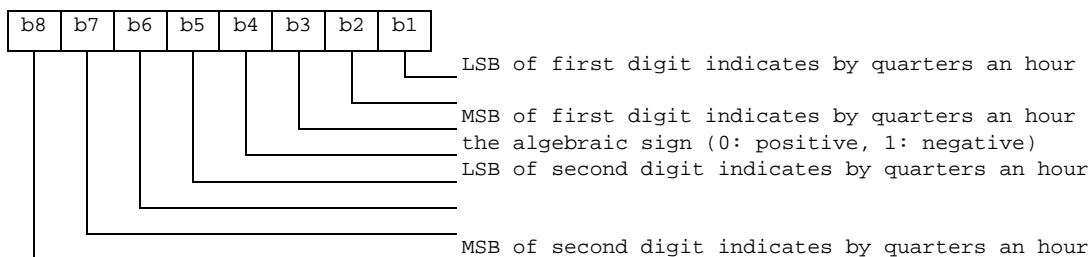 b8 b7 b6 b5 b4 b3 b2 b1
LSB of first digit indicates by quarters an hour
MSB of first digit indicates by quarters an hour
the algebraic sign (0: positive, 1: negative)
LSB of second digit indicates by quarters an hour
MSB of second digit indicates by quarters an hour